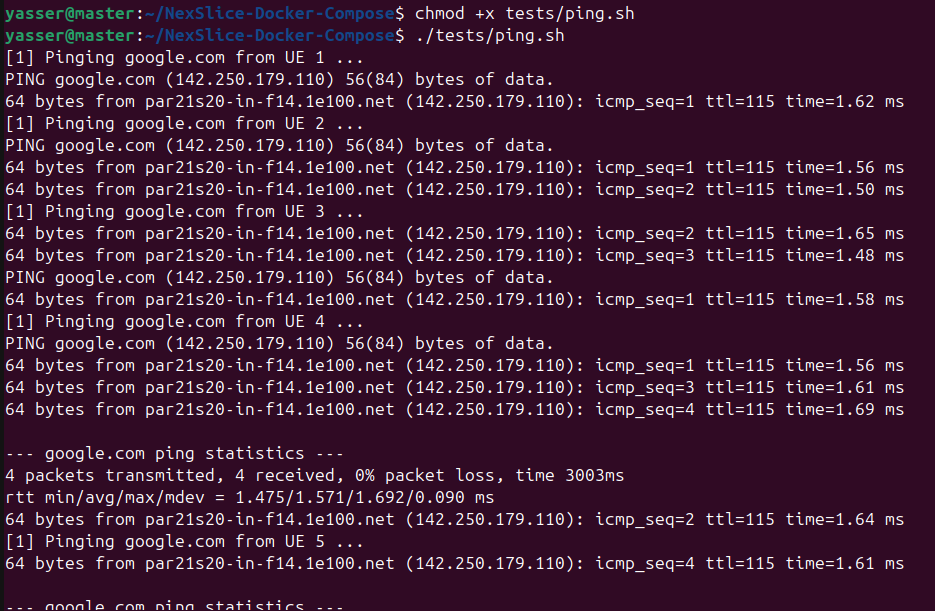 yasser@master:~/NexSlice-Docker-Compose$ chmod +x tests/ping.sh
yasser@master:~/NexSlice-Docker-Compose$ ./tests/ping.sh
[1] Pinging google.com from UE 1 ...
PING google.com (142.250.179.110) 56(84) bytes of data.
64 bytes from par21s20-in-f14.1e100.net (142.250.179.110): icmp_seq=1 ttl=115 time=1.62 ms
[1] Pinging google.com from UE 2 ...
PING google.com (142.250.179.110) 56(84) bytes of data.
64 bytes from par21s20-in-f14.1e100.net (142.250.179.110): icmp_seq=1 ttl=115 time=1.56 ms
64 bytes from par21s20-in-f14.1e100.net (142.250.179.110): icmp_seq=2 ttl=115 time=1.50 ms
[1] Pinging google.com from UE 3 ...
64 bytes from par21s20-in-f14.1e100.net (142.250.179.110): icmp_seq=2 ttl=115 time=1.65 ms
64 bytes from par21s20-in-f14.1e100.net (142.250.179.110): icmp_seq=3 ttl=115 time=1.48 ms
PING google.com (142.250.179.110) 56(84) bytes of data.
64 bytes from par21s20-in-f14.1e100.net (142.250.179.110): icmp_seq=1 ttl=115 time=1.58 ms
[1] Pinging google.com from UE 4 ...
PING google.com (142.250.179.110) 56(84) bytes of data.
64 bytes from par21s20-in-f14.1e100.net (142.250.179.110): icmp_seq=1 ttl=115 time=1.56 ms
64 bytes from par21s20-in-f14.1e100.net (142.250.179.110): icmp_seq=3 ttl=115 time=1.61 ms
64 bytes from par21s20-in-f14.1e100.net (142.250.179.110): icmp_seq=4 ttl=115 time=1.69 ms

--- google.com ping statistics ---
4 packets transmitted, 4 received, 0% packet loss, time 3003ms
rtt min/avg/max/mdev = 1.475/1.571/1.692/0.090 ms
64 bytes from par21s20-in-f14.1e100.net (142.250.179.110): icmp_seq=2 ttl=115 time=1.64 ms
[1] Pinging google.com from UE 5 ...
64 bytes from par21s20-in-f14.1e100.net (142.250.179.110): icmp_seq=4 ttl=115 time=1.61 ms

--- google.com ping statistics ---